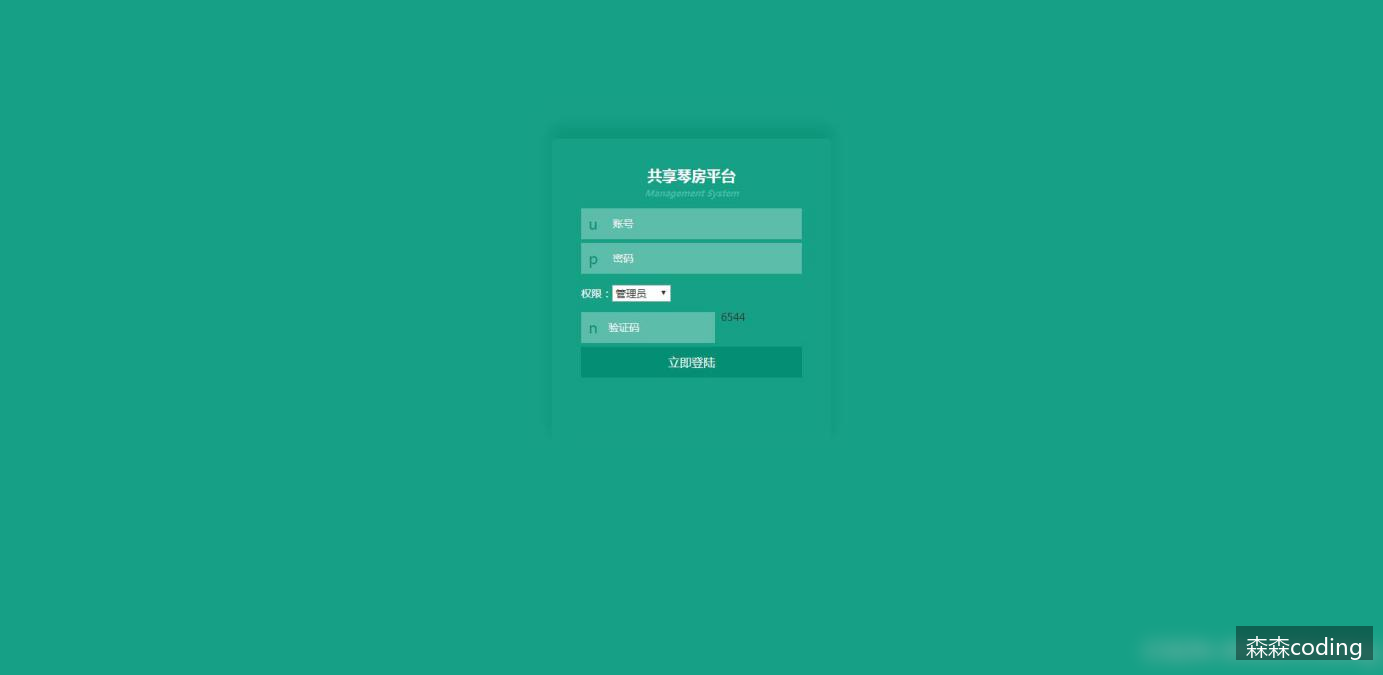 共享琴房平台
Management System
u 账号
p 密码
权限：管理员
n 验证码 6544
立即登陆
森森coding